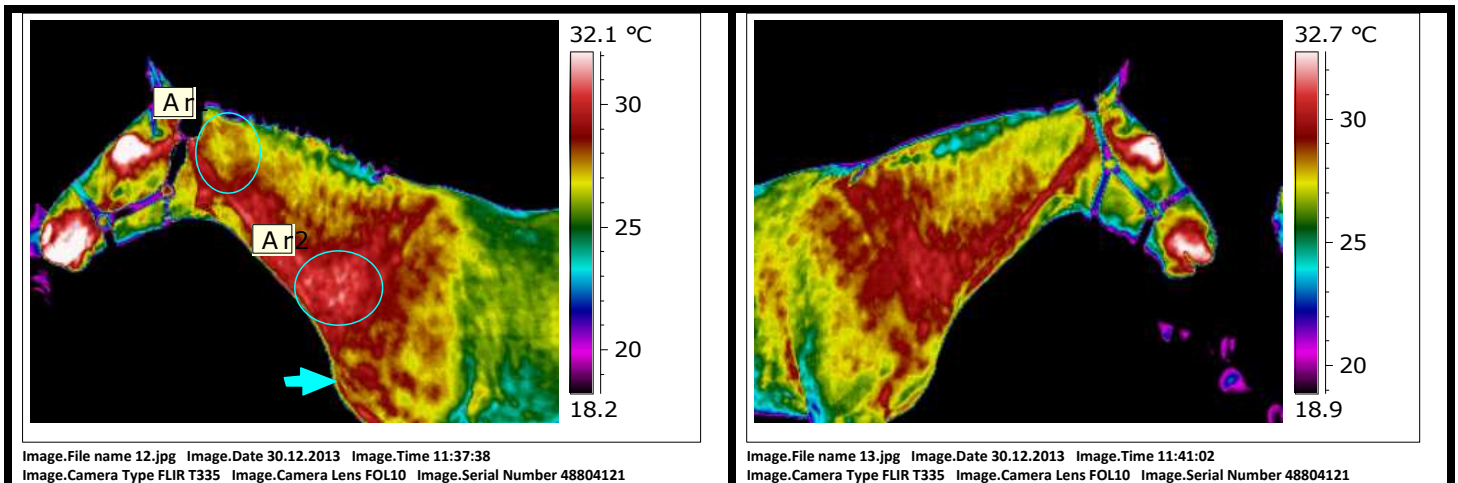 32.1 °C
30
25
20
18.2
Ar
Ar2
Image.File name 12.jpg Image.Date 30.12.2013 Image.Time 11:37:38
Image.Camera Type FLIR T335 Image.Camera Lens FOL10 Image.Serial Number 48804121
32.7 °C
30
25
20
18.9
Image.File name 13.jpg Image.Date 30.12.2013 Image.Time 11:41:02
Image.Camera Type FLIR T335 Image.Camera Lens FOL10 Image.Serial Number 48804121